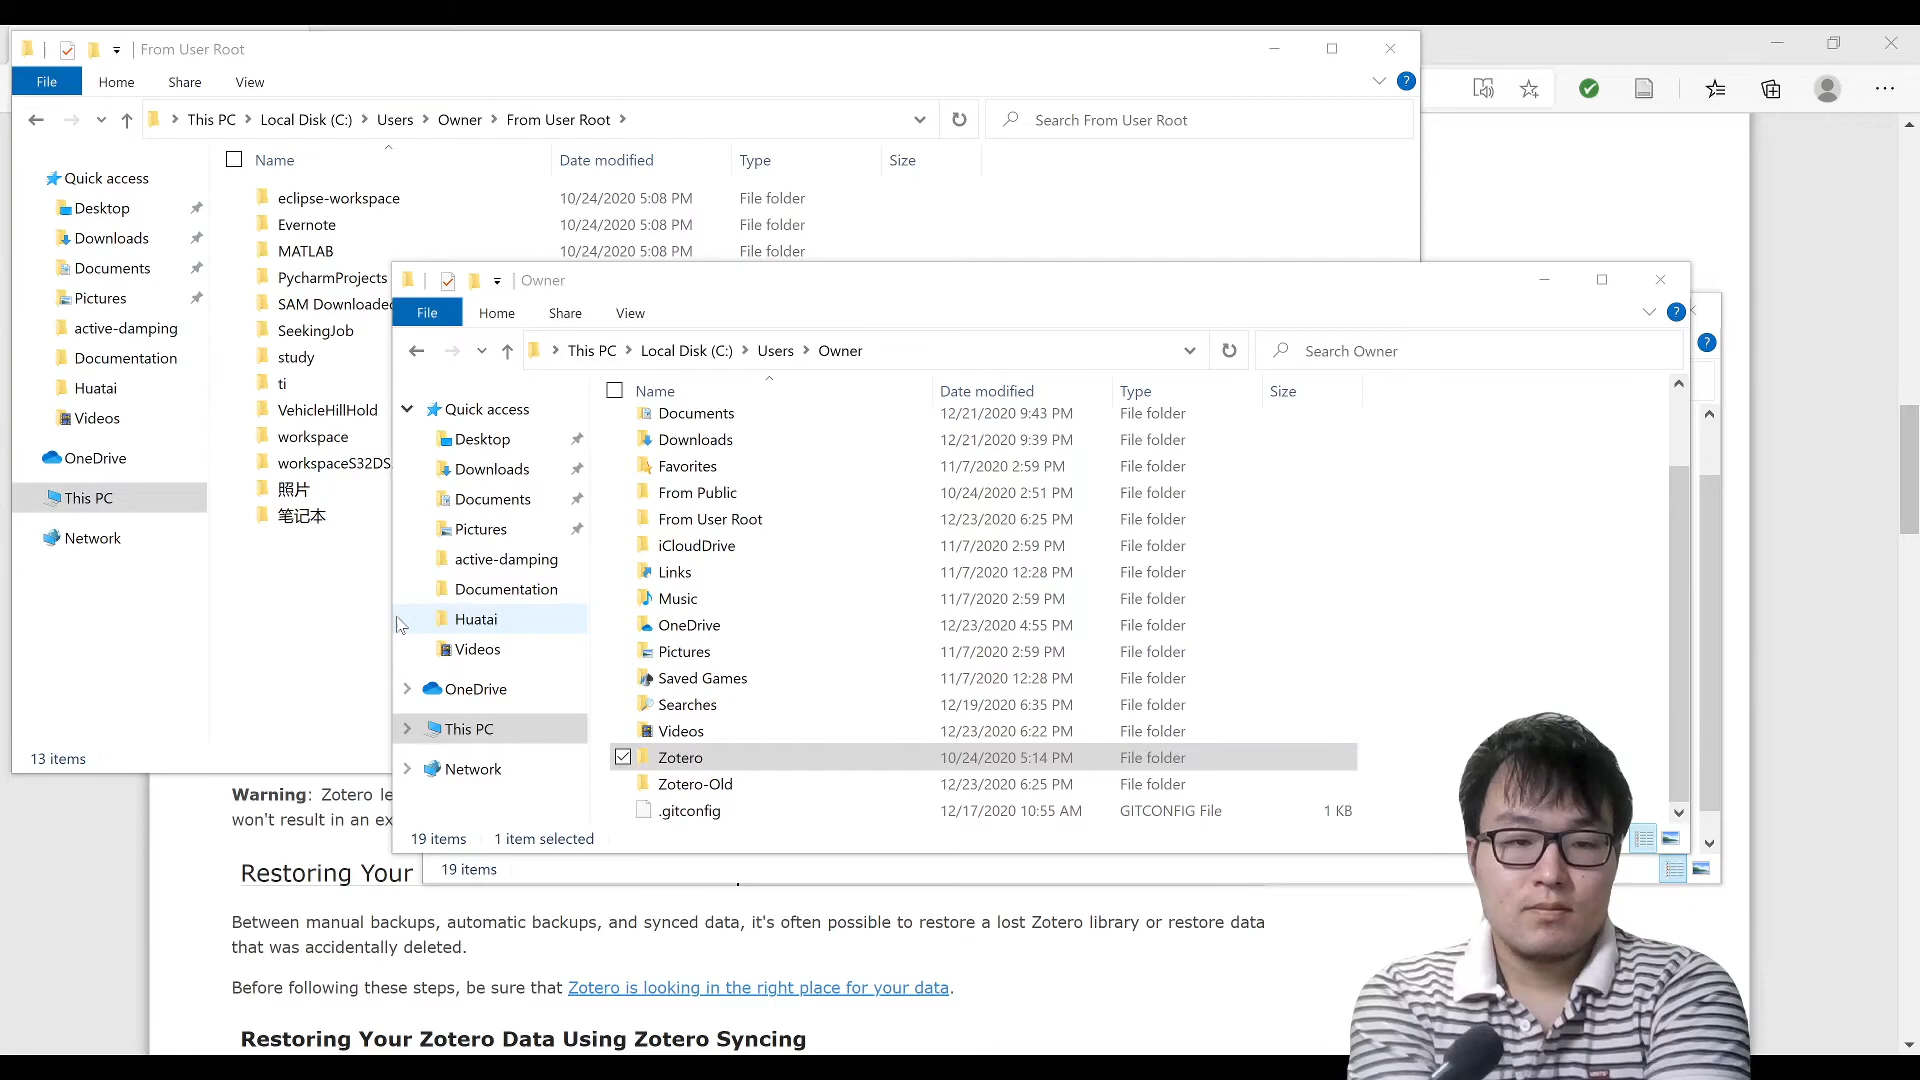 From User Root
File Home Share View
This PC Local Disk (C:) Users Owner From User Root
Search From User Root
Name Date modified Type Size
Quick access
Desktop
Downloads
Documents
Pictures
active-damping
Documentation
Huatai
Videos
OneDrive
This PC
Network
eclipse-workspace 10/24/2020 5:08 PM File folder
Evernote 10/24/2020 5:08 PM File folder
MATLAB 10/24/2020 5:08 PM File folder
PycharmProjects
SAM Downloaded
SeekingJob
study
ti
VehicleHillHold
workspace
workspaceS32DS
照片
笔记本
13 items
Owner
File Home Share View
This PC Local Disk (C:) Users Owner
Search Owner
Name Date modified Type Size
Quick access
Desktop
Downloads
Documents
Pictures
active-damping
Documentation
Huatai
Videos
OneDrive
This PC
Network
Documents 12/21/2020 9:43 PM File folder
Downloads 12/21/2020 9:39 PM File folder
Favorites 11/7/2020 2:59 PM File folder
From Public 10/24/2020 2:51 PM File folder
From User Root 12/23/2020 6:25 PM File folder
iCloudDrive 11/7/2020 2:59 PM File folder
Links 11/7/2020 12:28 PM File folder
Music 11/7/2020 2:59 PM File folder
OneDrive 12/23/2020 4:55 PM File folder
Pictures 11/7/2020 2:59 PM File folder
Saved Games 11/7/2020 12:28 PM File folder
Searches 12/19/2020 6:35 PM File folder
Videos 12/23/2020 6:22 PM File folder
Zotero 10/24/2020 5:14 PM File folder
Zotero-Old 12/23/2020 6:25 PM File folder
.gitconfig 12/17/2020 10:55 AM GITCONFIG File 1 KB
19 items 1 item selected
19 items
Warning: Zotero le
won't result in an ex
Restoring Your
Between manual backups, automatic backups, and synced data, it's often possible to restore a lost Zotero library or restore data
that was accidentally deleted.
Before following these steps, be sure that Zotero is looking in the right place for your data.
Restoring Your Zotero Data Using Zotero Syncing